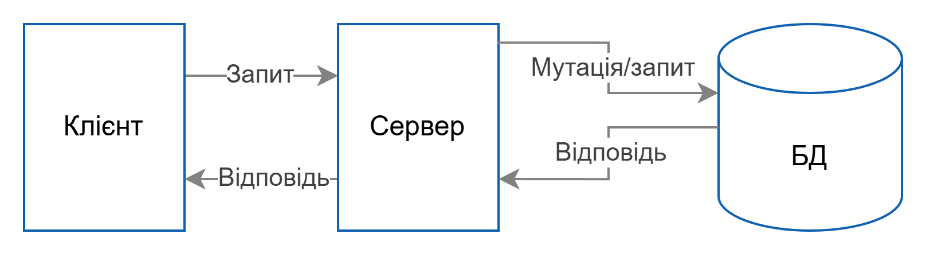 Клієнт
Запит
Відповідь
Сервер
Мутація/запит
Відповідь
БД